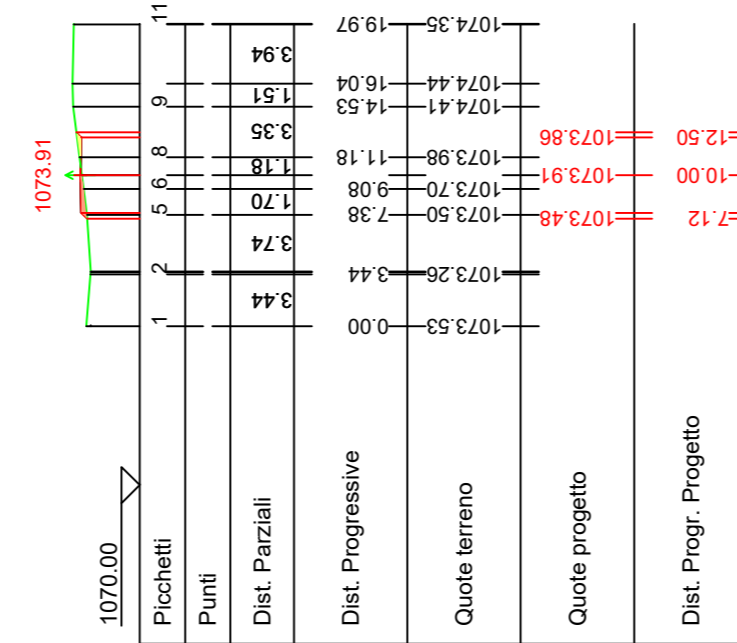 1073.91
1070.00
Picchetti 1 2 5 6 8 9 11
Punti
Dist. Parziali 3.44 3.74 1.70 1.18 3.35 1.51 3.94
Dist. Progressive 0.00 3.44 7.38 9.08 11.18 14.53 16.04 19.97
Quote terreno 1073.53 1073.26 1073.50 1073.70 1073.98 1074.41 1074.44 1074.35
Quote progetto 1073.48 1073.91 1073.86
Dist. Progr. Progetto 7.12 10.00 12.50